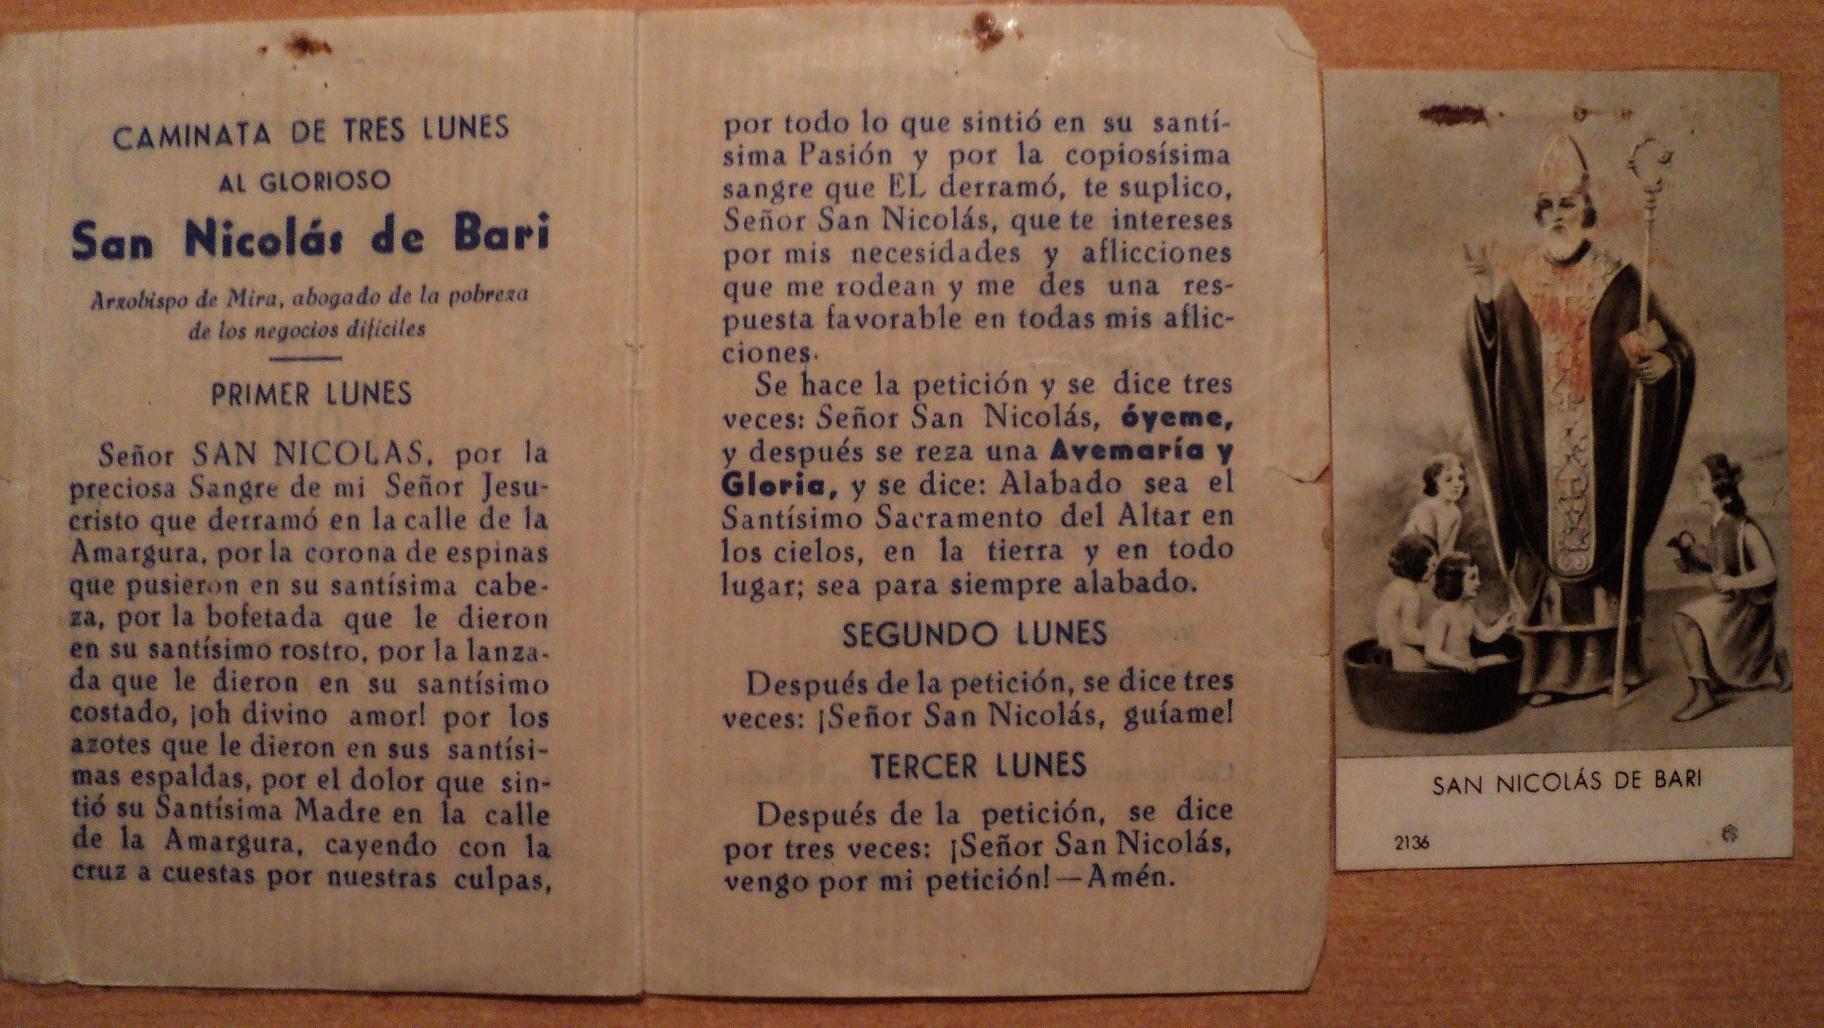 CAMINATA DE TRES LUNES
AL GLORIOSO
San Nicolás de Bari
Arzobispo de Mira, abogado de la pobreza
de los negocios difíciles
PRIMER LUNES
Señor SAN NICOLAS, por la
preciosa Sangre de mi Señor Jesu-
cristo que derramó en la calle de la
Amargura, por la corona de espinas
que pusieron en su santísima cabe-
za, por la bofetada que le dieron
en su santísimo rostro, por la lanza-
da que le dieron en su santísimo
costado, ¡oh divino amor! por los
azotes que le dieron en sus santísi-
mas espaldas, por el dolor que sin-
tió su Santísima Madre en la calle
de la Amargura, cayendo con la
cruz a cuestas por nuestras culpas,
por todo lo que sintió en su santí-
sima Pasión y por la copiosísima
sangre que EL derramó, te suplico,
Señor San Nicolás, que te intereses
por mis necesidades y aflicciones
que me rodean y me des una res-
puesta favorable en todas mis aflic-
ciones.
Se hace la petición y se dice tres
veces: Señor San Nicolás, óyeme,
y después se reza una Avemaría y
Gloria, y se dice: Alabado sea el
Santísimo Sacramento del Altar en
los cielos, en la tierra y en todo
lugar; sea para siempre alabado.
SEGUNDO LUNES
Después de la petición, se dice tres
veces: ¡Señor San Nicolás, guíame!
TERCER LUNES
Después de la petición, se dice
por tres veces: ¡Señor San Nicolás,
vengo por mi petición!—Amén.
SAN NICOLÁS DE BARI
2136